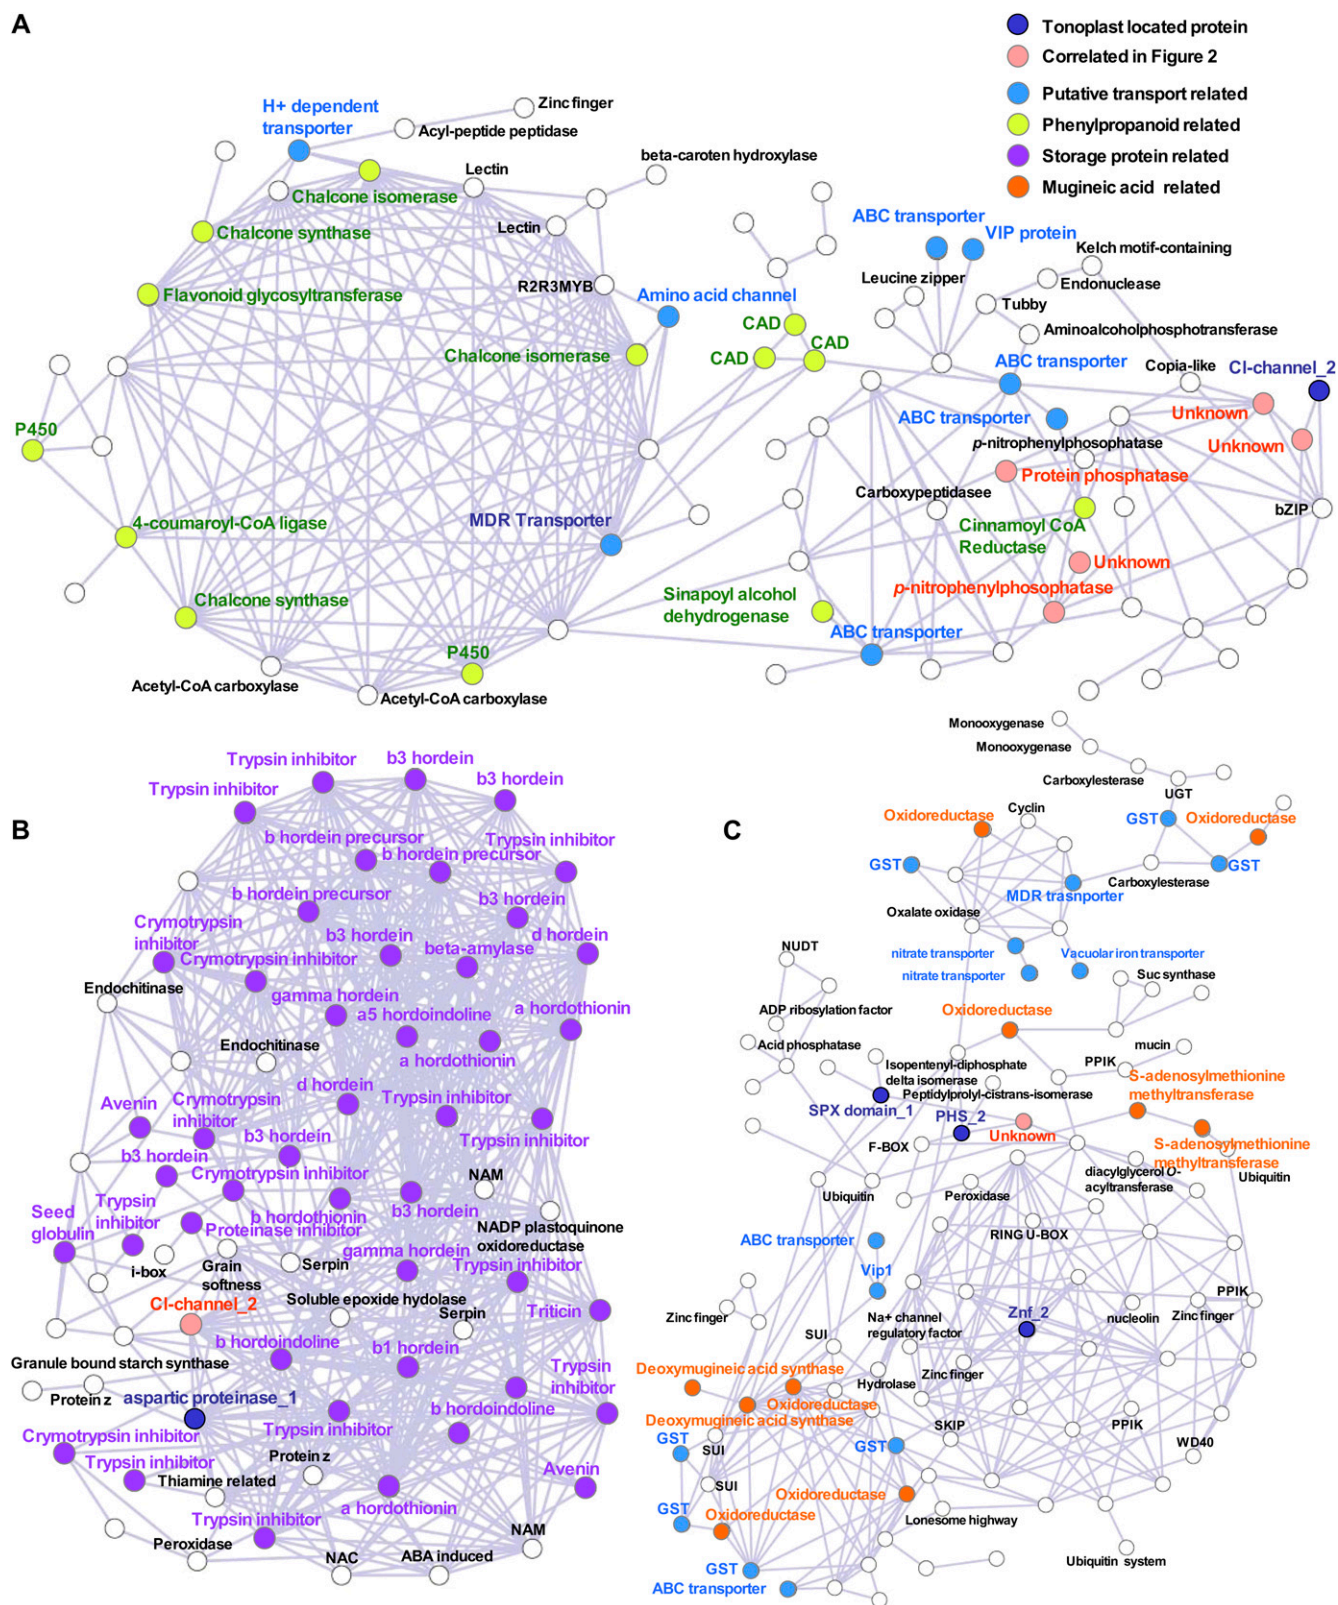 A
Tonoplast located protein
Correlated in Figure 2
Putative transport related
Phenylpropanoid related
Storage protein related
Mugineic acid related
H+ dependent
transporter
Zinc finger
Acyl-peptide peptidase
Lectin
Chalcone isomerase
beta-caroten hydroxylase
Chalcone synthase
Lectin
ABC transporter
VIP protein
Kelch motif-containing
Leucine zipper
Endonuclease
Flavonoid glycosyltransferase
R2R3MYB
Amino acid channel
Tubby
CAD
Aminoalcoholphosphotransferase
Chalcone isomerase
CAD
CAD
ABC transporter
Copia-like
Cl-channel_2
P450
ABC transporter
Unknown
p-nitrophenylphosophatase
Unknown
Protein phosphatase
Carboxypeptidasee
4-coumaroyl-CoA ligase
MDR Transporter
Cinnamoyl CoA
Reductase
bZIP
Unknown
Chalcone synthase
Sinapoyl alcohol
dehydrogenase
p-nitrophenylphosphatase
ABC transporter
P450
Acetyl-CoA carboxylase
Acetyl-CoA carboxylase
B
Trypsin inhibitor
b3 hordein
Trypsin inhibitor
b3 hordein
b hordein precursor
b hordein precursor
Trypsin inhibitor
b hordein precursor
b3 hordein
Crymotrypsin
inhibitor
b3 hordein
beta-amylase
d hordein
Crymotrypsin inhibitor
Endochitinase
gamma hordein
a5 hordoindoline
a hordothionin
Endochitinase
a hordothionin
d hordein
Avenin
Crymotrypsin
inhibitor
Trypsin inhibitor
Trypsin inhibitor
b3 hordein
b3 hordein
Crymotrypsin inhibitor
NAM
Seed
globulin
Trypsin
inhibitor
b hordothionin
b3 hordein
Proteinase inhibitor
NADP plastoquinone
oxidoreductase
i-box
Grain
softness
Serpin
gamma hordein
Trypsin inhibitor
Cl-channel_2
Soluble epoxide hydolase
Serpin
Triticin
Granule bound starch synthase
b hordoindoline
b1 hordein
Trypsin
inhibitor
Protein z
aspartic proteinase_1
b hordoindoline
Trypsin inhibitor
Crymotrypsin inhibitor
Protein z
Trypsin inhibitor
Thiamine related
Avenin
a hordothionin
Trypsin inhibitor
Peroxidase
NAM
NAC
ABA induced
C
Monooxygenase
Monooxygenase
Carboxylesterase
UGT
Cyclin
Oxidoreductase
GST
Oxidoreductase
GST
GST
Carboxylesterase
MDR trasnporter
Oxalate oxidase
NUDT
nitrate transporter
Vacuolar iron transporter
nitrate transporter
Suc synthase
ADP ribosylation factor
Oxidoreductase
Acid phosphatase
mucin
Isopentenyl-diphosphate
delta isomerase
PPIK
Peptidylprolyl-cistrans-isomerase
S-adenosylmethionine
methyltransferase
SPX domain_1
PHS_2
Unknown
F-BOX
S-adenosylmethionine
methyltransferase
diacylglycerol O-
acyltransferase
Ubiquitin
Ubiquitin
Peroxidase
RING U-BOX
ABC transporter
Vip1
PPIK
Zinc finger
Na+ channel
regulatory factor
Znf_2
nucleolin
Zinc finger
SUI
Deoxymugineic acid synthase
Zinc finger
Hydrolase
Oxidoreductase
Deoxymugineic acid synthase
SKIP
PPIK
GST
SUI
GST
WD40
SUI
Oxidoreductase
GST
Oxidoreductase
Lonesome highway
GST
Ubiquitin system
ABC transporter